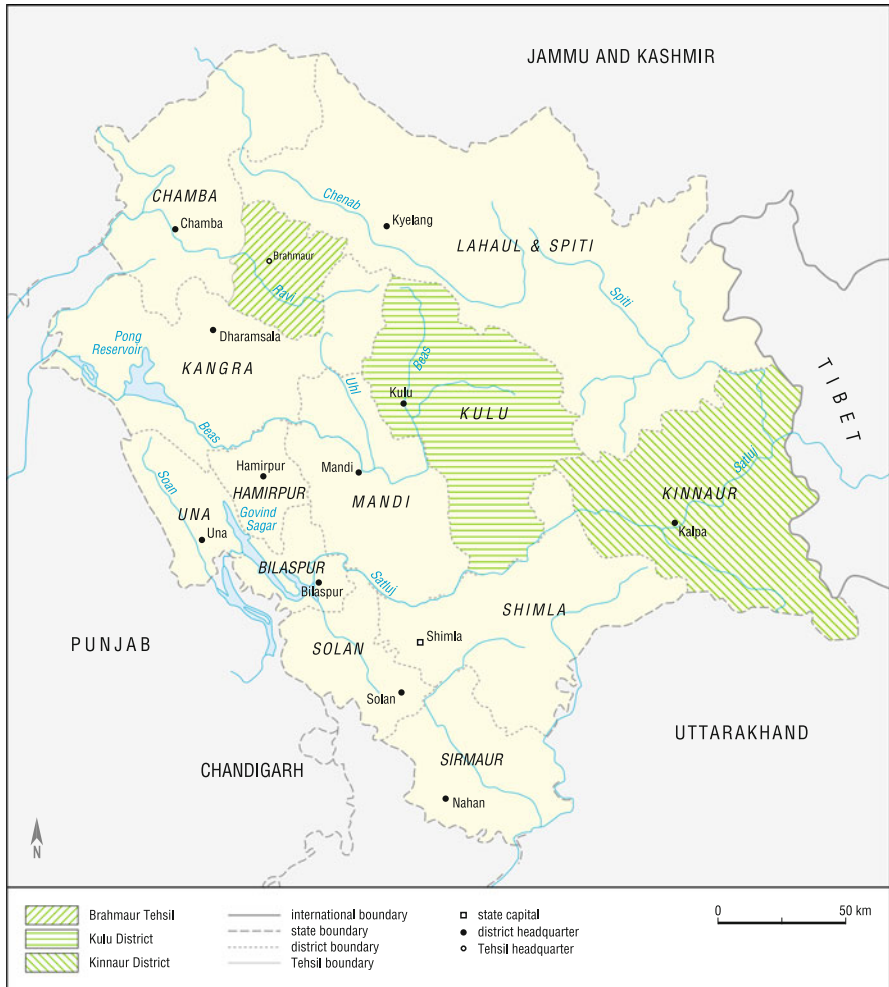 JAMMU AND KASHMIR
CHAMBA
Chamba
Chenab
Kyelang
LAHAUL & SPITI
Brahmaur
Ravi
Spiti
Dharamsala
Pong
Reservoir
KANGRA
Uhl
Beas
Kulu
KULU
TIBET
Beas
Satluj
Hamirpur
HAMIRPUR
Mandi
MANDI
KINNAUR
Soan
UNA
Una
Govind
Sagar
Kalpa
BILASPUR
Bilaspur
Satluj
SHIMLA
Shimla
PUNJAB
SOLAN
Solan
UTTARAKHAND
CHANDIGARH
SIRMAUR
Nahan
N
Brahmaur Tehsil
Kulu District
Kinnaur District
international boundary
state boundary
district boundary
Tehsil boundary
state capital
district headquarter
Tehsil headquarter
0 50 km